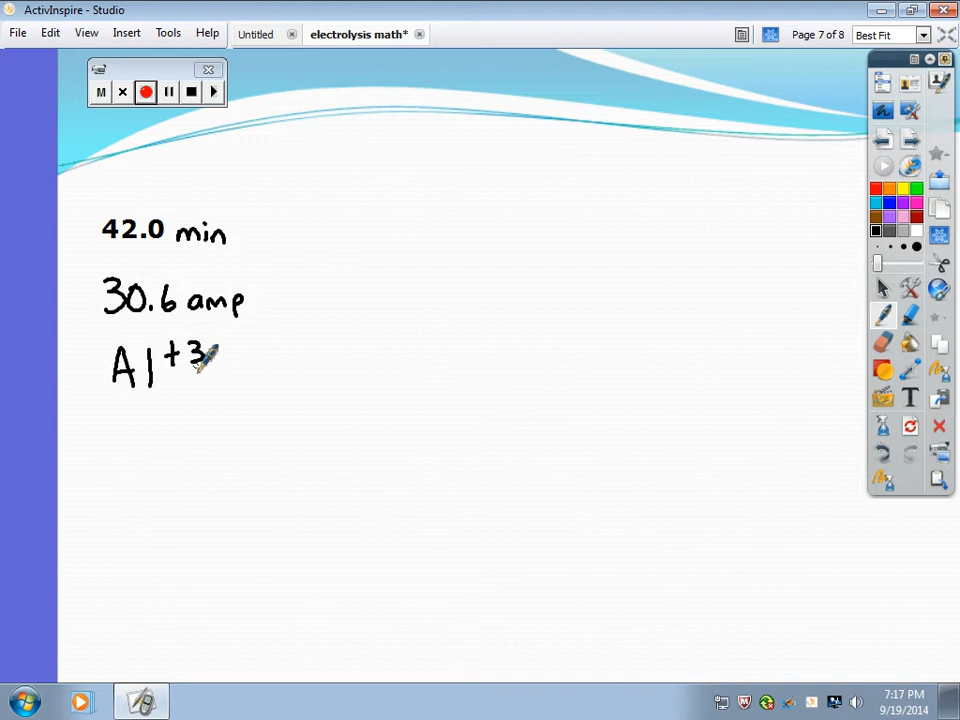 ActivInspire - Studio
File Edit View Insert Tools Help Untitled electrolysis math* Page 7 of 8 Best Fit
M
42.0 min
30.6 amp
Al+3
T
7:17 PM
9/19/2014